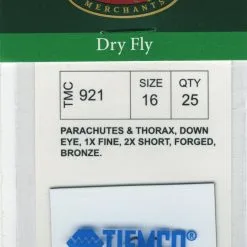 MERCHANTS
Dry Fly
TMC 921 SIZE 16 QTY 25
PARACHUTES & THORAX, DOWN
EYE, 1X FINE, 2X SHORT, FORGED,
BRONZE.
TIEMCO®